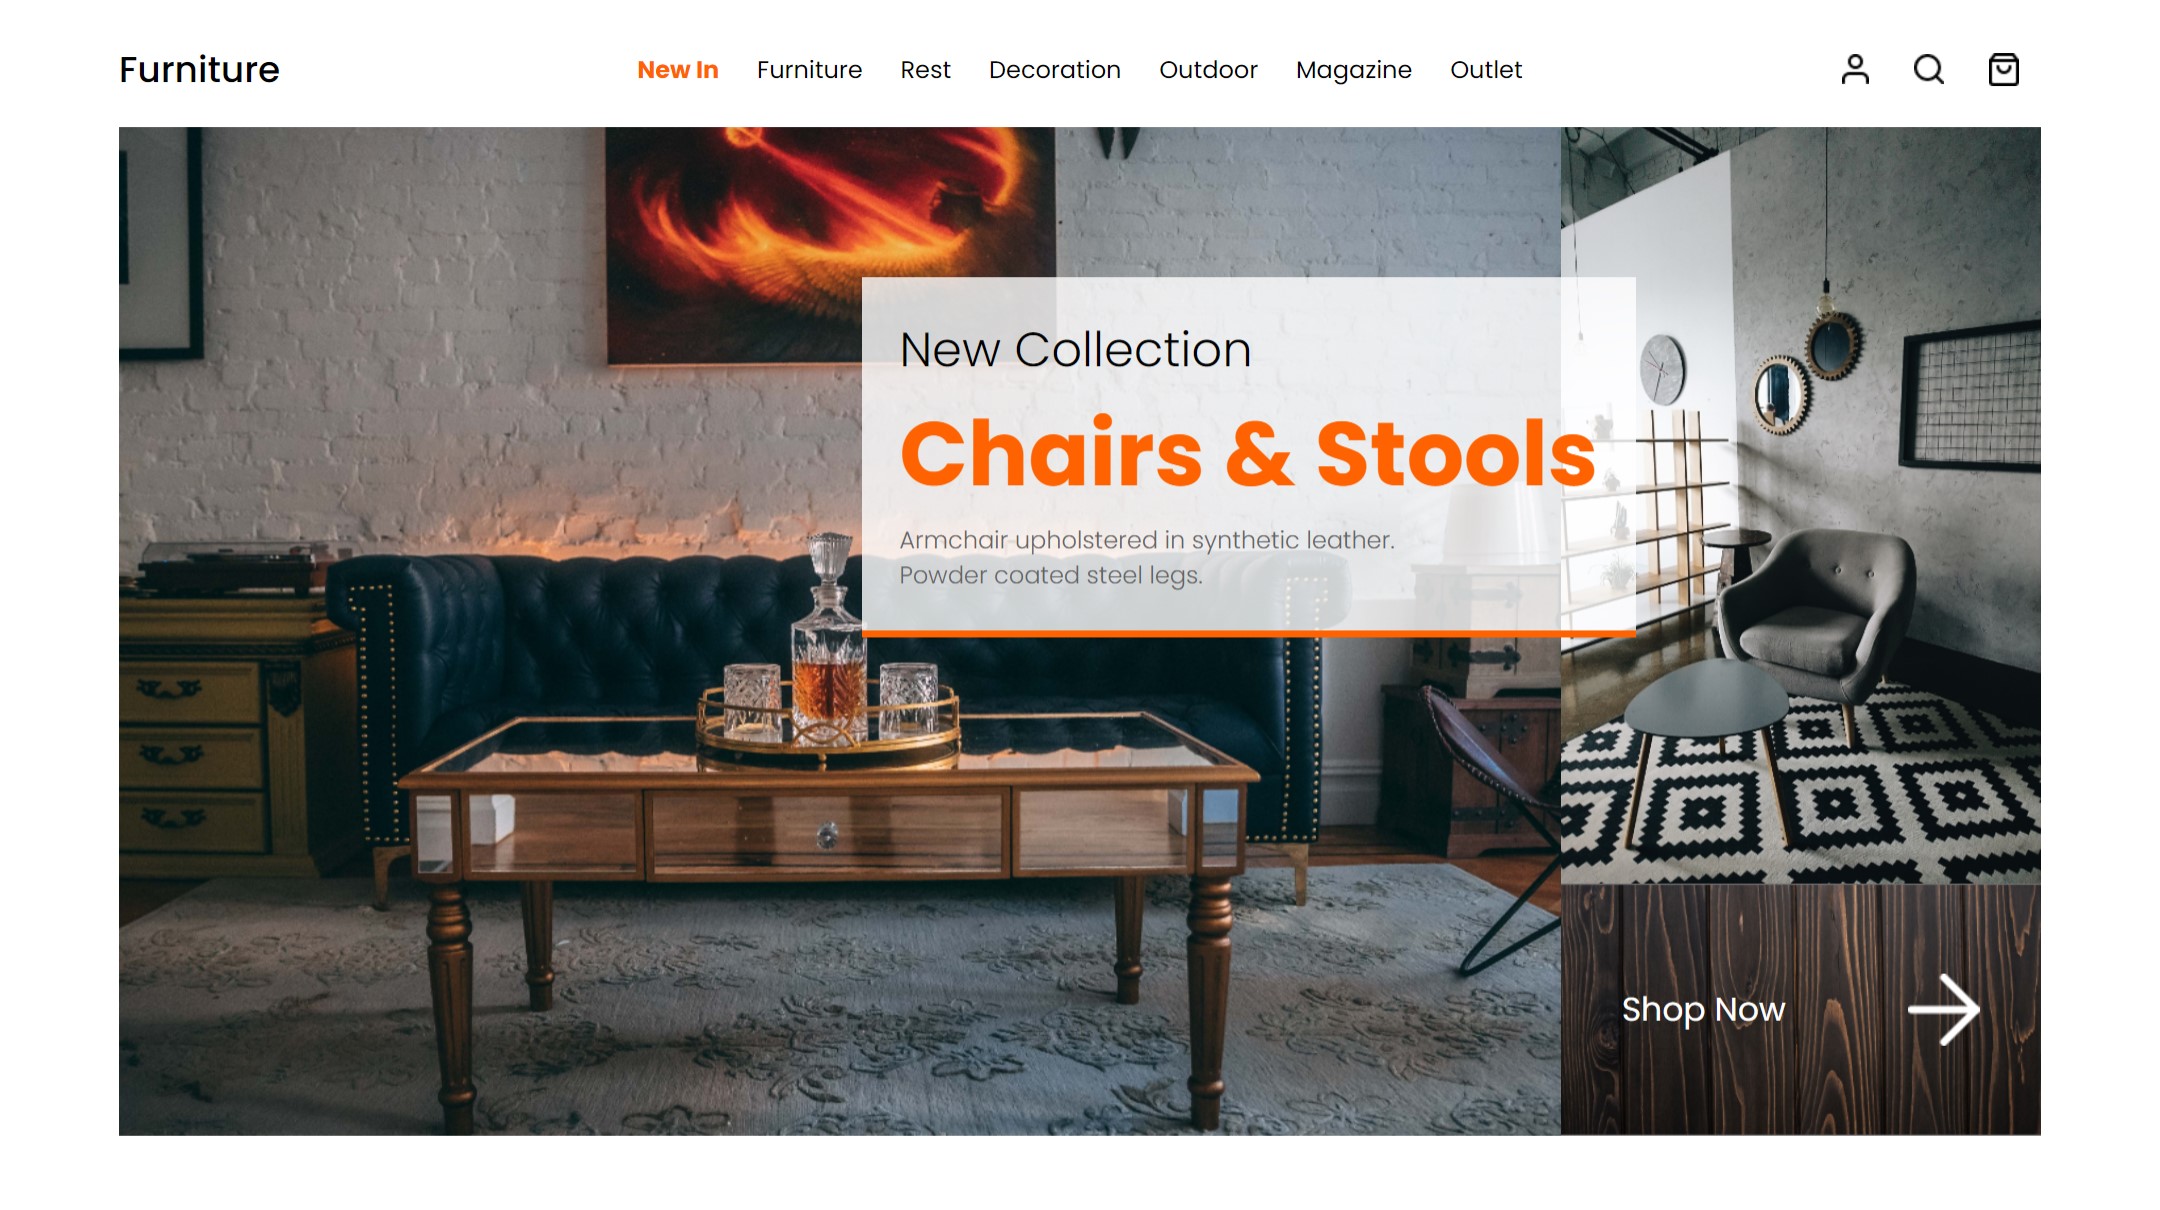 Furniture
New In Furniture Rest Decoration Outdoor Magazine Outlet
New Collection
Chairs & Stools
Armchair upholstered in synthetic leather.
Powder coated steel legs.
Shop Now